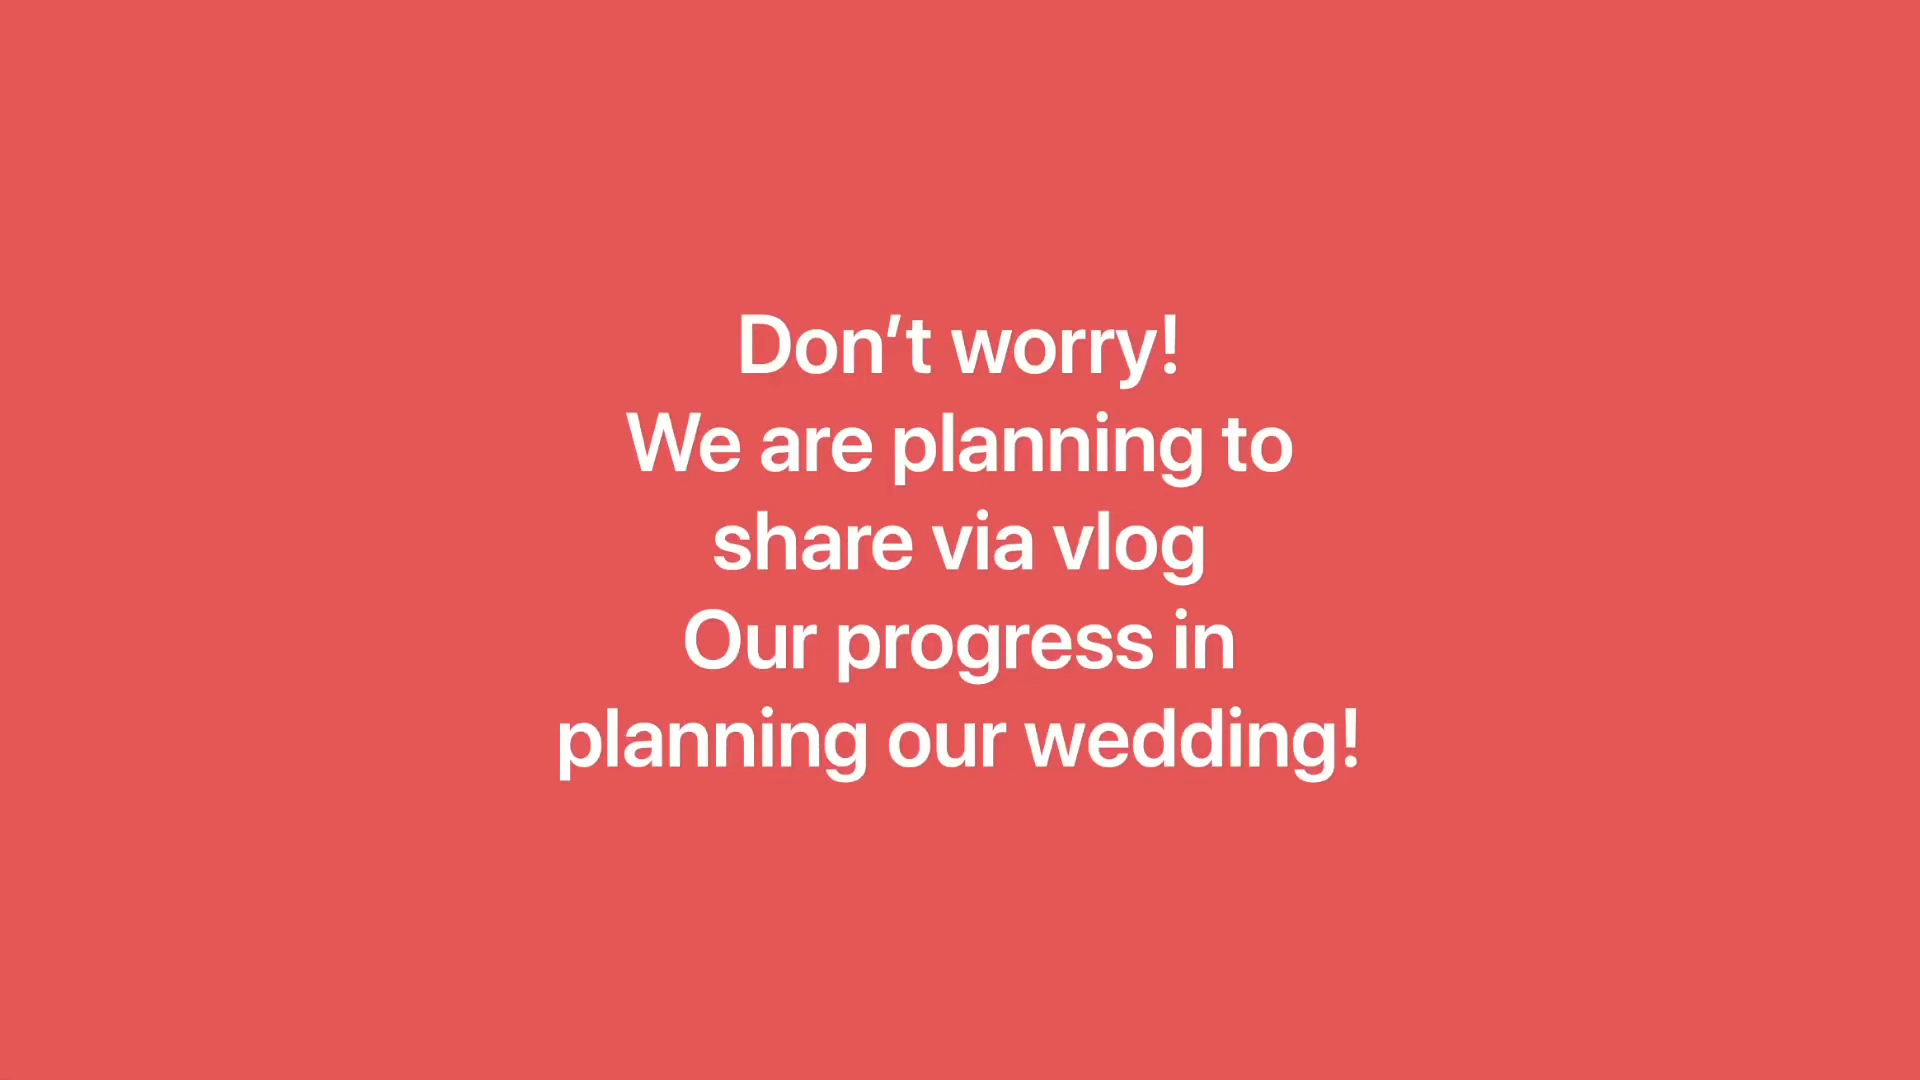 Don’t worry!
We are planning to
share via vlog
Our progress in
planning our wedding!